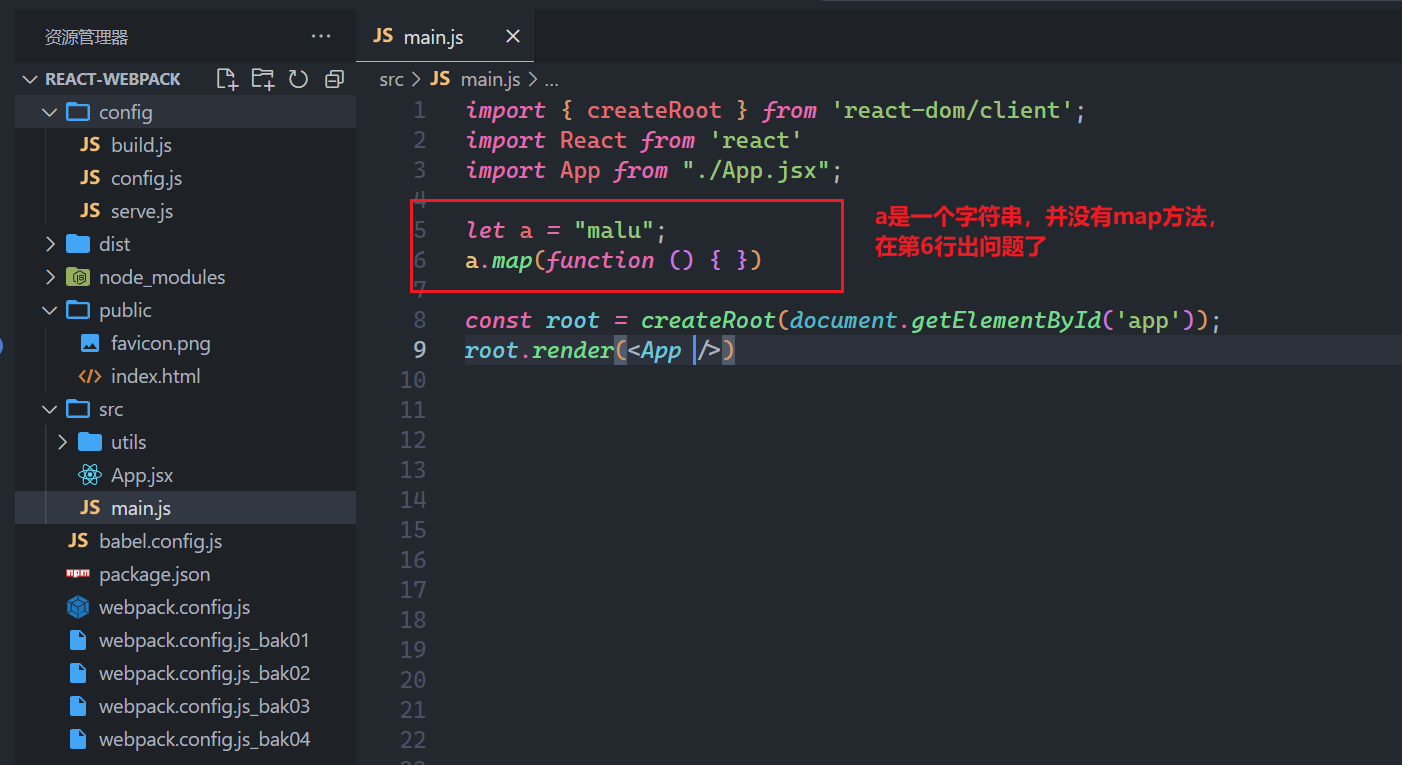 资源管理器
REACT-WEBPACK
config
build.js
config.js
serve.js
dist
node_modules
public
favicon.png
index.html
src
utils
App.jsx
main.js
babel.config.js
package.json
webpack.config.js
webpack.config.js_bak01
webpack.config.js_bak02
webpack.config.js_bak03
webpack.config.js_bak04
JS main.js
src > JS main.js > ...
1 import { createRoot } from 'react-dom/client';
2 import React from 'react'
3 import App from "./App.jsx";
4
5 let a = "malu";
6 a.map(function () { })
7
8 const root = createRoot(document.getElementById('app'));
9 root.render(<App />)
10
11
12
13
14
15
16
17
18
19
20
21
22
a是一个字符串，并没有map方法，
在第6行出问题了